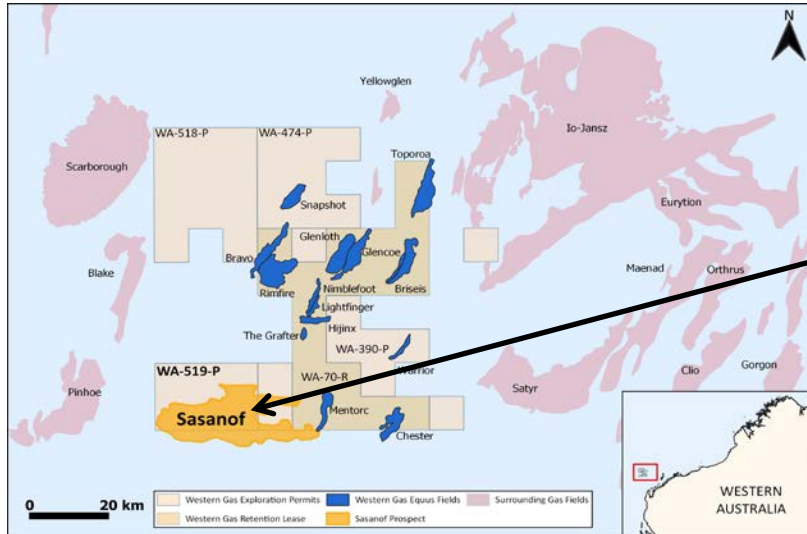 N
Yellowglen
WA-518-P
WA-474-P
Io-Jansz
Toporoa
Scarborough
Snapshot
Eurytion
Glenloth
Glencoe
Bravo
Maenad
Orthrus
Blake
Rimfire
Nimblefoot
Briseis
Lightfinger
The Grafter
Hijinx
WA-390-P
WA-519-P
WA-70-R
Warrior
Clio
Gorgon
Pinhoe
Satyr
Sasanof
Mentorc
Chester
0 20 km
Western Gas Exploration Permits
Western Gas Equus Fields
Surrounding Gas Fields
Western Gas Retention Lease
Sasanof Prospect
WESTERN
AUSTRALIA